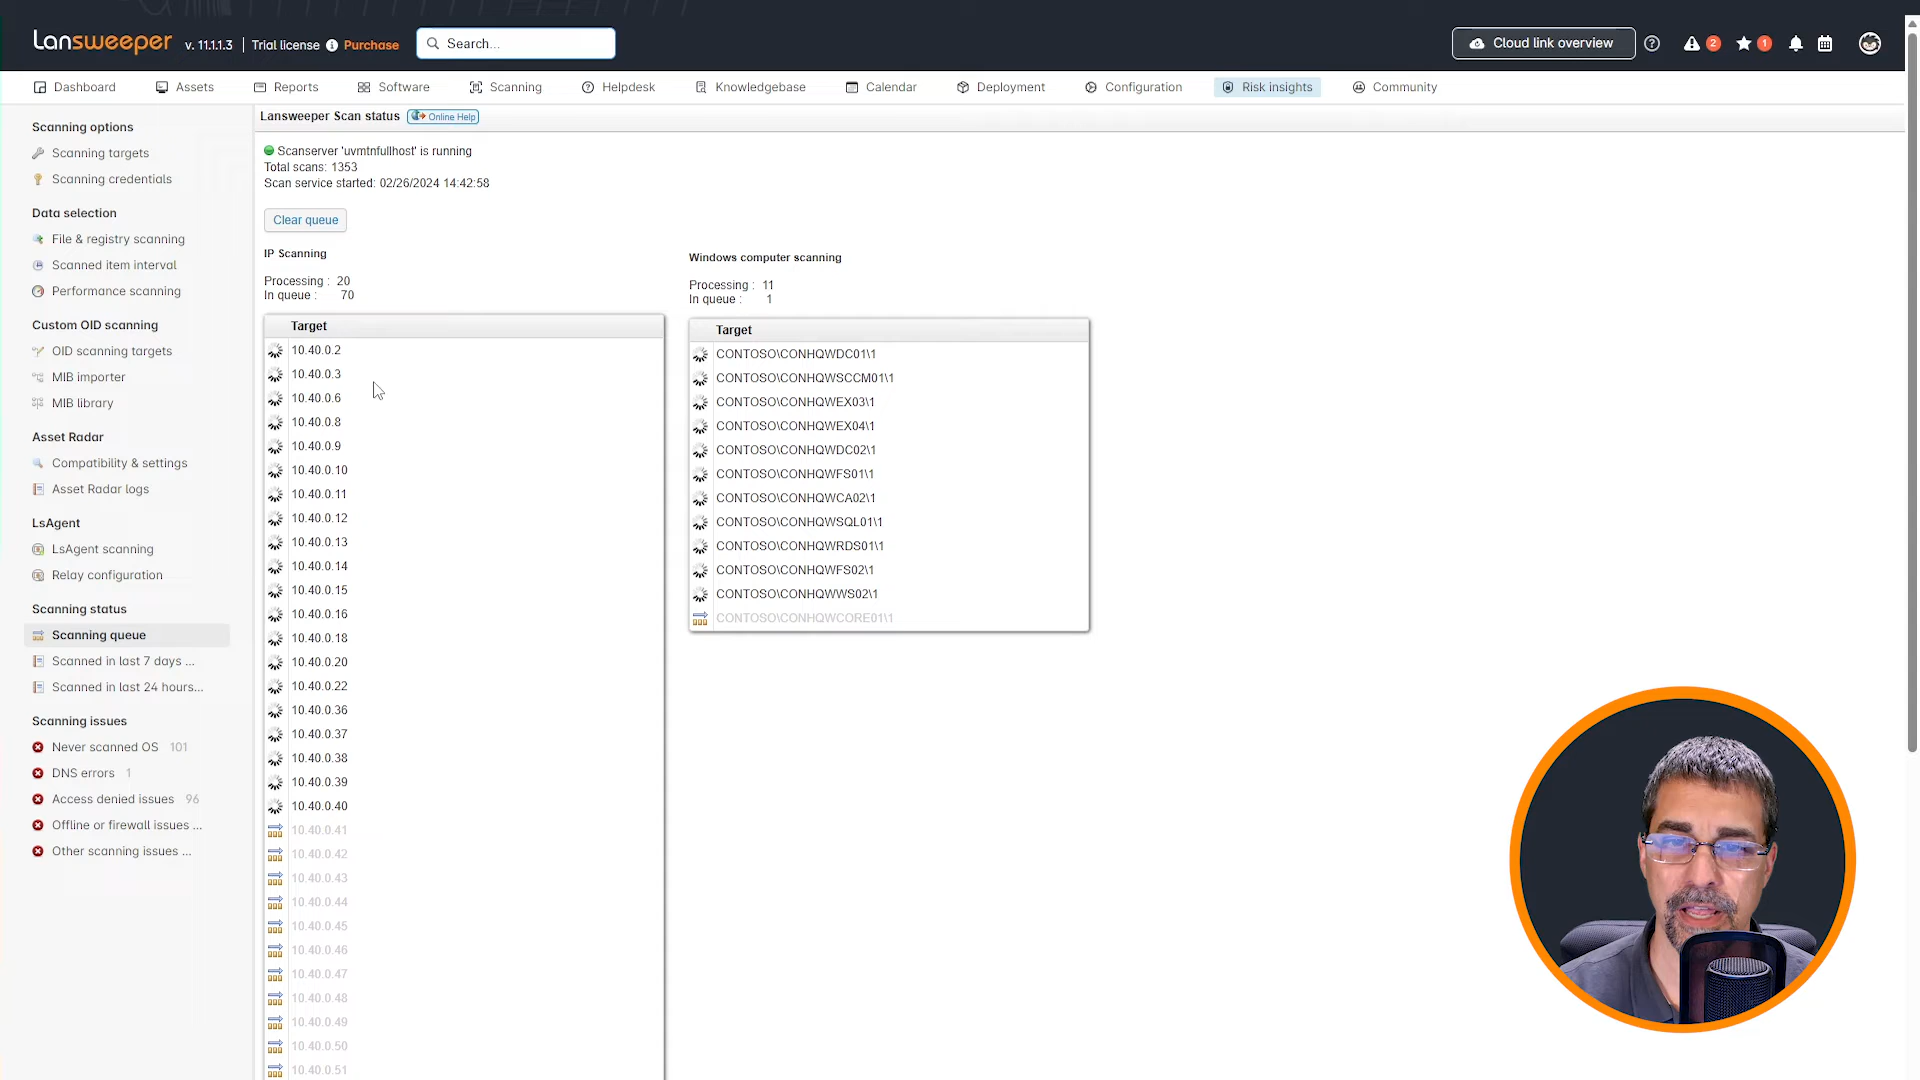 Lansweeper v. 11.1.1.3 | Trial license Purchase Search... Cloud link overview 2 1
Dashboard Assets Reports Software Scanning Helpdesk Knowledgebase Calendar Deployment Configuration Risk insights Community
Scanning options
Scanning targets
Scanning credentials
Data selection
File & registry scanning
Scanned item interval
Performance scanning
Custom OID scanning
OID scanning targets
MIB importer
MIB library
Asset Radar
Compatibility & settings
Asset Radar logs
LsAgent
LsAgent scanning
Relay configuration
Scanning status
Scanning queue
Scanned in last 7 days ...
Scanned in last 24 hours...
Scanning issues
Never scanned OS 101
DNS errors 1
Access denied issues 96
Offline or firewall issues ...
Other scanning issues ...
Lansweeper Scan status Online Help
Scanserver 'uvmtnfullhost' is running
Total scans: 1353
Scan service started: 02/26/2024 14:42:58
Clear queue
IP Scanning
Processing : 20
In queue : 70
Target
10.40.0.2
10.40.0.3
10.40.0.6
10.40.0.8
10.40.0.9
10.40.0.10
10.40.0.11
10.40.0.12
10.40.0.13
10.40.0.14
10.40.0.15
10.40.0.16
10.40.0.18
10.40.0.20
10.40.0.22
10.40.0.36
10.40.0.37
10.40.0.38
10.40.0.39
10.40.0.40
10.40.0.41
10.40.0.42
10.40.0.43
10.40.0.44
10.40.0.45
10.40.0.46
10.40.0.47
10.40.0.48
10.40.0.49
10.40.0.50
10.40.0.51
Windows computer scanning
Processing : 11
In queue : 1
Target
CONTOSO\CONHQWDC01\1
CONTOSO\CONHQWSCCM01\1
CONTOSO\CONHQWEX03\1
CONTOSO\CONHQWEX04\1
CONTOSO\CONHQWDC02\1
CONTOSO\CONHQWFS01\1
CONTOSO\CONHQWCA02\1
CONTOSO\CONHQWSQL01\1
CONTOSO\CONHQWRDS01\1
CONTOSO\CONHQWFS02\1
CONTOSO\CONHQWWS02\1
CONTOSO\CONHQWCORE01\1